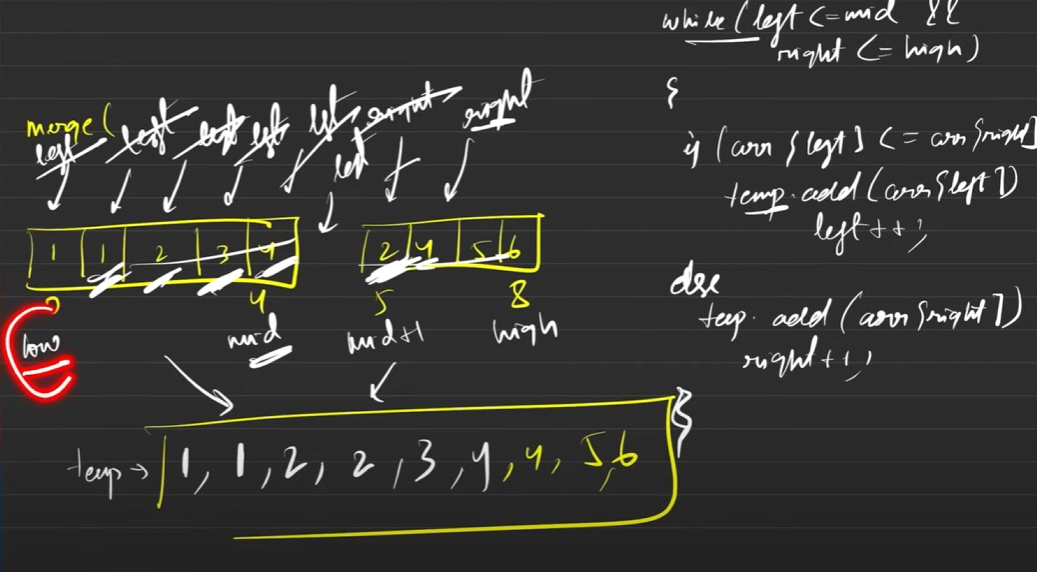 while (left <= mid &&
right <= high)
{
if (arr[left] <= arr[right]
temp.add(arr[left])
left++;
else
temp.add(arr[right])
right++;
}
merge(
left left left left left right right
left
1 1 2 3 4 2 4 5 6
0 4 5 8
low mid mid+1 high
temp → 1, 1, 2, 2, 3, 4, 4, 5, 6